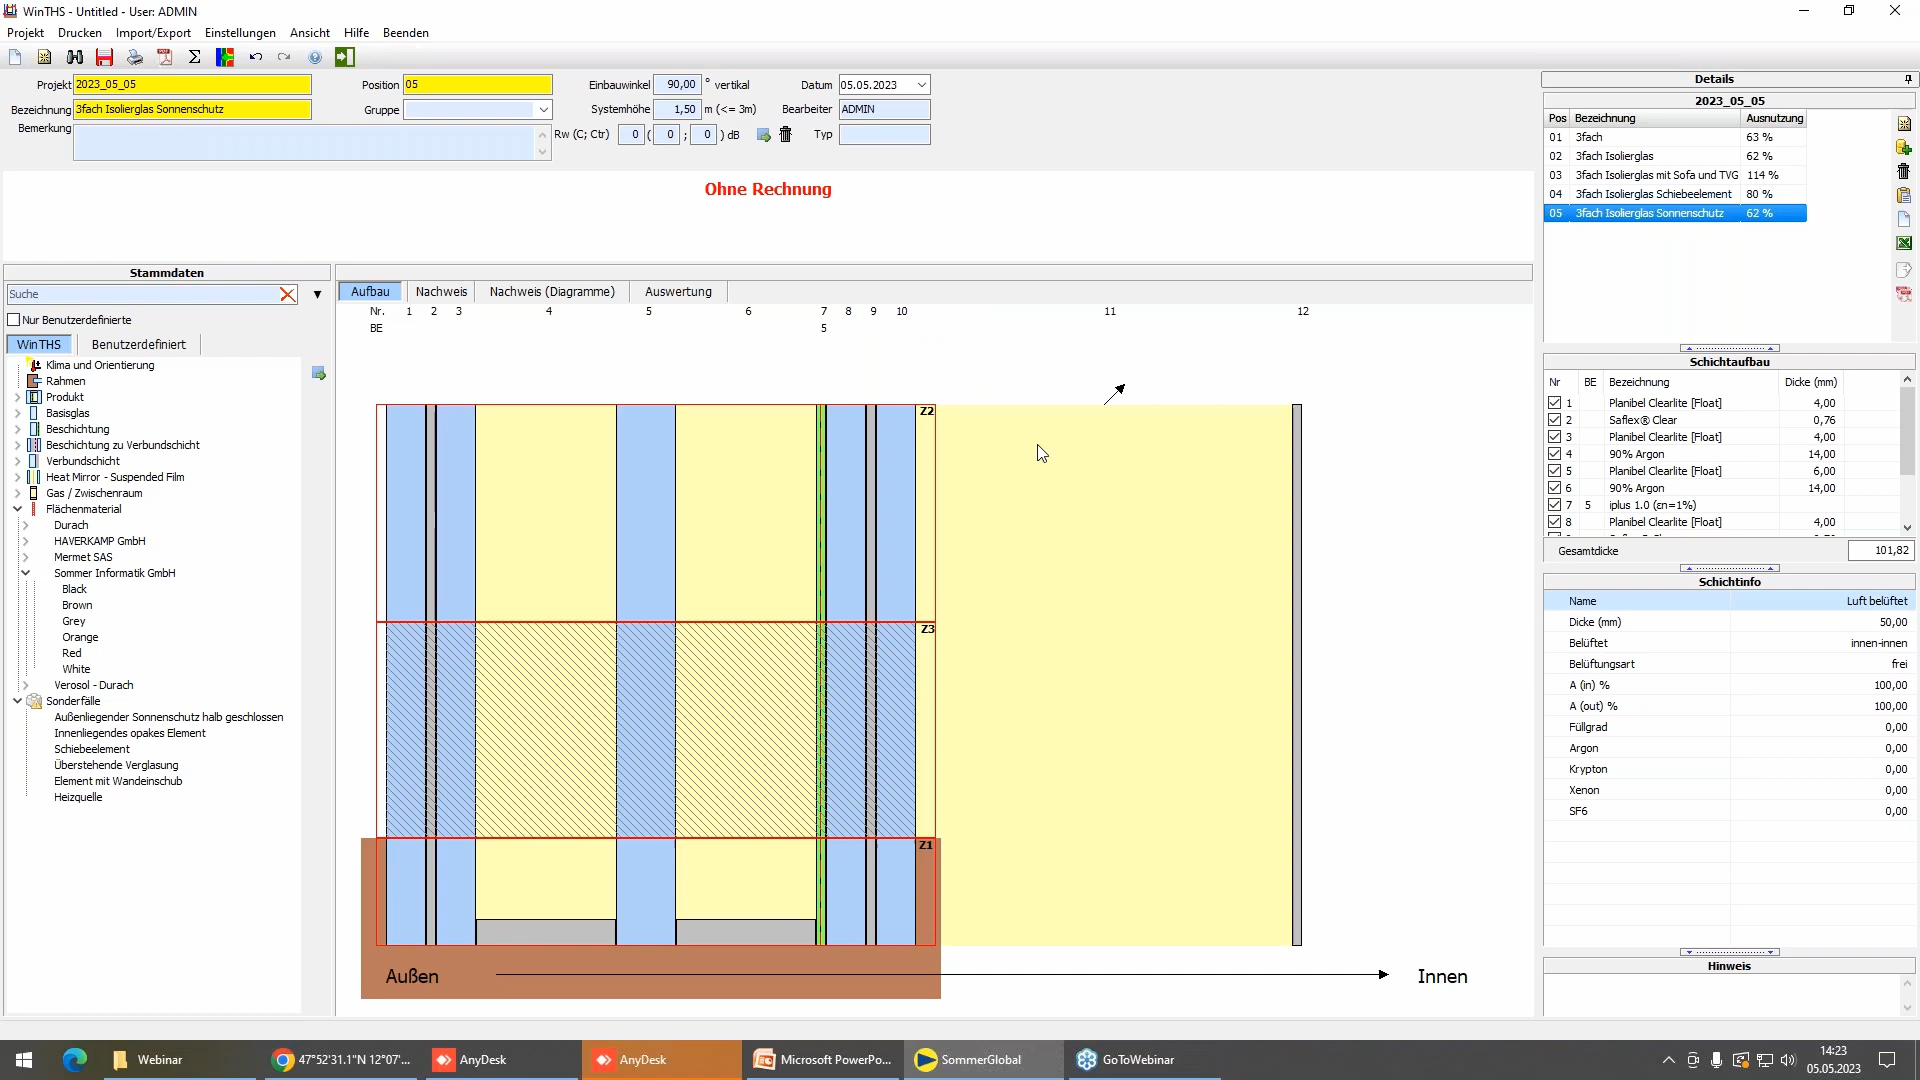 WinTHS - Untitled - User: ADMIN
Projekt Drucken Import/Export Einstellungen Ansicht Hilfe Beenden
Projekt 2023_05_05 Position 05 Einbauwinkel 90,00 ° vertikal Datum 05.05.2023
Bezeichnung 3fach Isolierglas Sonnenschutz Gruppe Systemhöhe 1,50 m (<= 3m) Bearbeiter ADMIN
Bemerkung Rw (C; Ctr) 0 ( 0 ; 0 ) dB Typ
Ohne Rechnung
Stammdaten
Suche
Nur Benutzerdefinierte
WinTHS Benutzerdefiniert
Klima und Orientierung
Rahmen
Produkt
Basisglas
Beschichtung
Beschichtung zu Verbundschicht
Verbundschicht
Heat Mirror - Suspended Film
Gas / Zwischenraum
Flächenmaterial
Durach
HAVERKAMP GmbH
Mermet SAS
Sommer Informatik GmbH
Black
Brown
Grey
Orange
Red
White
Verosol - Durach
Sonderfälle
Außenliegender Sonnenschutz halb geschlossen
Innenliegendes opakes Element
Schiebeelement
Überstehende Verglasung
Element mit Wandeinschub
Heizquelle
Aufbau Nachweis Nachweis (Diagramme) Auswertung
Nr. 1 2 3 4 5 6 7 8 9 10 11 12
BE 5
Z2
Z3
Z1
Außen Innen
Details
2023_05_05
Pos Bezeichnung Ausnutzung
01 3fach 63 %
02 3fach Isolierglas 62 %
03 3fach Isolierglas mit Sofa und TVG 114 %
04 3fach Isolierglas Schiebeelement 80 %
05 3fach Isolierglas Sonnenschutz 62 %
Schichtaufbau
Nr BE Bezeichnung Dicke (mm)
1 Planibel Clearlite [Float] 4,00
2 Saflex® Clear 0,76
3 Planibel Clearlite [Float] 4,00
4 90% Argon 14,00
5 Planibel Clearlite [Float] 6,00
6 90% Argon 14,00
7 5 iplus 1.0 (εn=1%)
8 Planibel Clearlite [Float] 4,00
Gesamtdicke 101,82
Schichtinfo
Name Luft belüftet
Dicke (mm) 50,00
Belüftet innen-innen
Belüftungsart frei
A (in) % 100,00
A (out) % 100,00
Füllgrad 0,00
Argon 0,00
Krypton 0,00
Xenon 0,00
SF6 0,00
Hinweis
Webinar 47°52'31.1"N 12°07'... AnyDesk AnyDesk Microsoft PowerPo... SommerGlobal GoToWebinar
14:23
05.05.2023